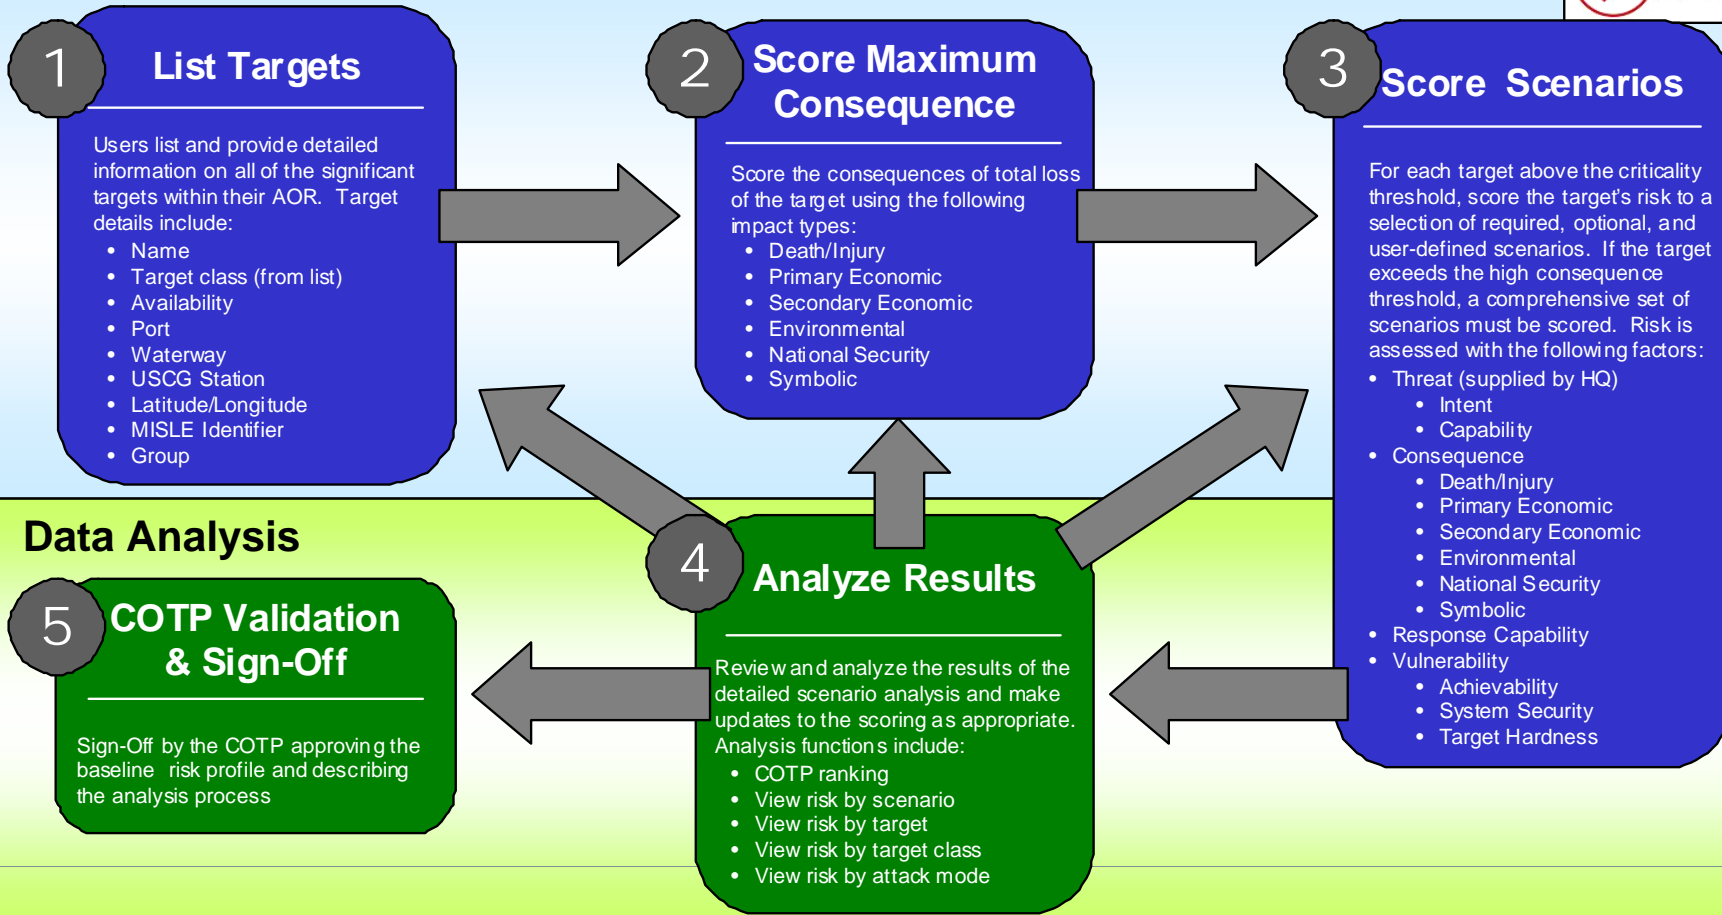 1
List Targets
Users list and provide detailed
information on all of the significant
targets within their AOR.  Target
details include:
• Name
• Target class (from list)
• Availability
• Port
• Waterway
• USCG Station
• Latitude/Longitude
• MISLE Identifier
• Group
2
Score Maximum
Consequence
Score the consequences of total loss
of the target using the following
impact types:
• Death/Injury
• Primary Economic
• Secondary Economic
• Environmental
• National Security
• Symbolic
3
Score Scenarios
For each target above the criticality
threshold, score the target's risk to a
selection of required, optional, and
user-defined scenarios.  If the target
exceeds the high consequence
threshold, a comprehensive set of
scenarios must be scored.  Risk is
assessed with the following factors:
• Threat (supplied by HQ)
• Intent
• Capability
• Consequence
• Death/Injury
• Primary Economic
• Secondary Economic
• Environmental
• National Security
• Symbolic
• Response Capability
• Vulnerability
• Achievability
• System Security
• Target Hardness
Data Analysis
4
Analyze Results
Review and analyze the results of the
detailed scenario analysis and make
updates to the scoring as appropriate.
Analysis functions include:
• COTP ranking
• View risk by scenario
• View risk by target
• View risk by target class
• View risk by attack mode
5
COTP Validation
& Sign-Off
Sign-Off by the COTP approving the
baseline risk profile and describing
the analysis process